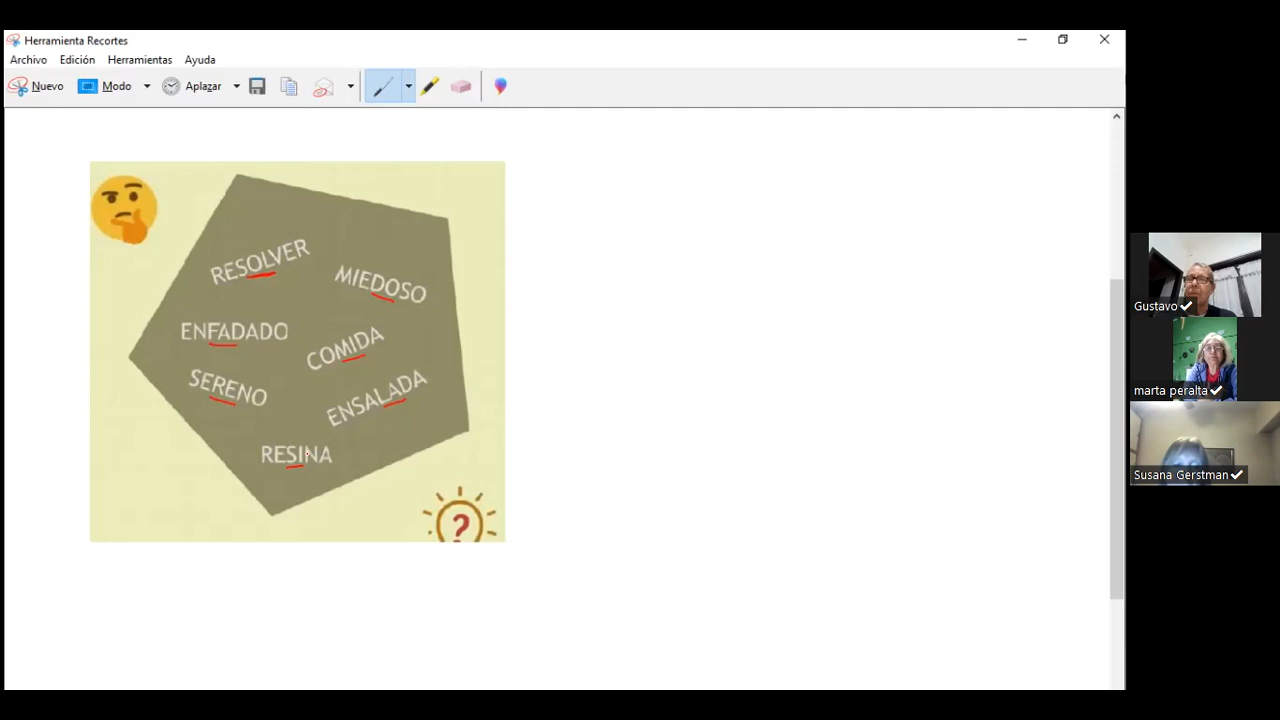 Herramienta Recortes
Archivo Edición Herramientas Ayuda
Nuevo Modo Aplazar
RESOLVER
MIEDOSO
ENFADADO
COMIDA
SERENO
ENSALADA
RESINA
?
Gustavo
marta peralta
Susana Gerstman